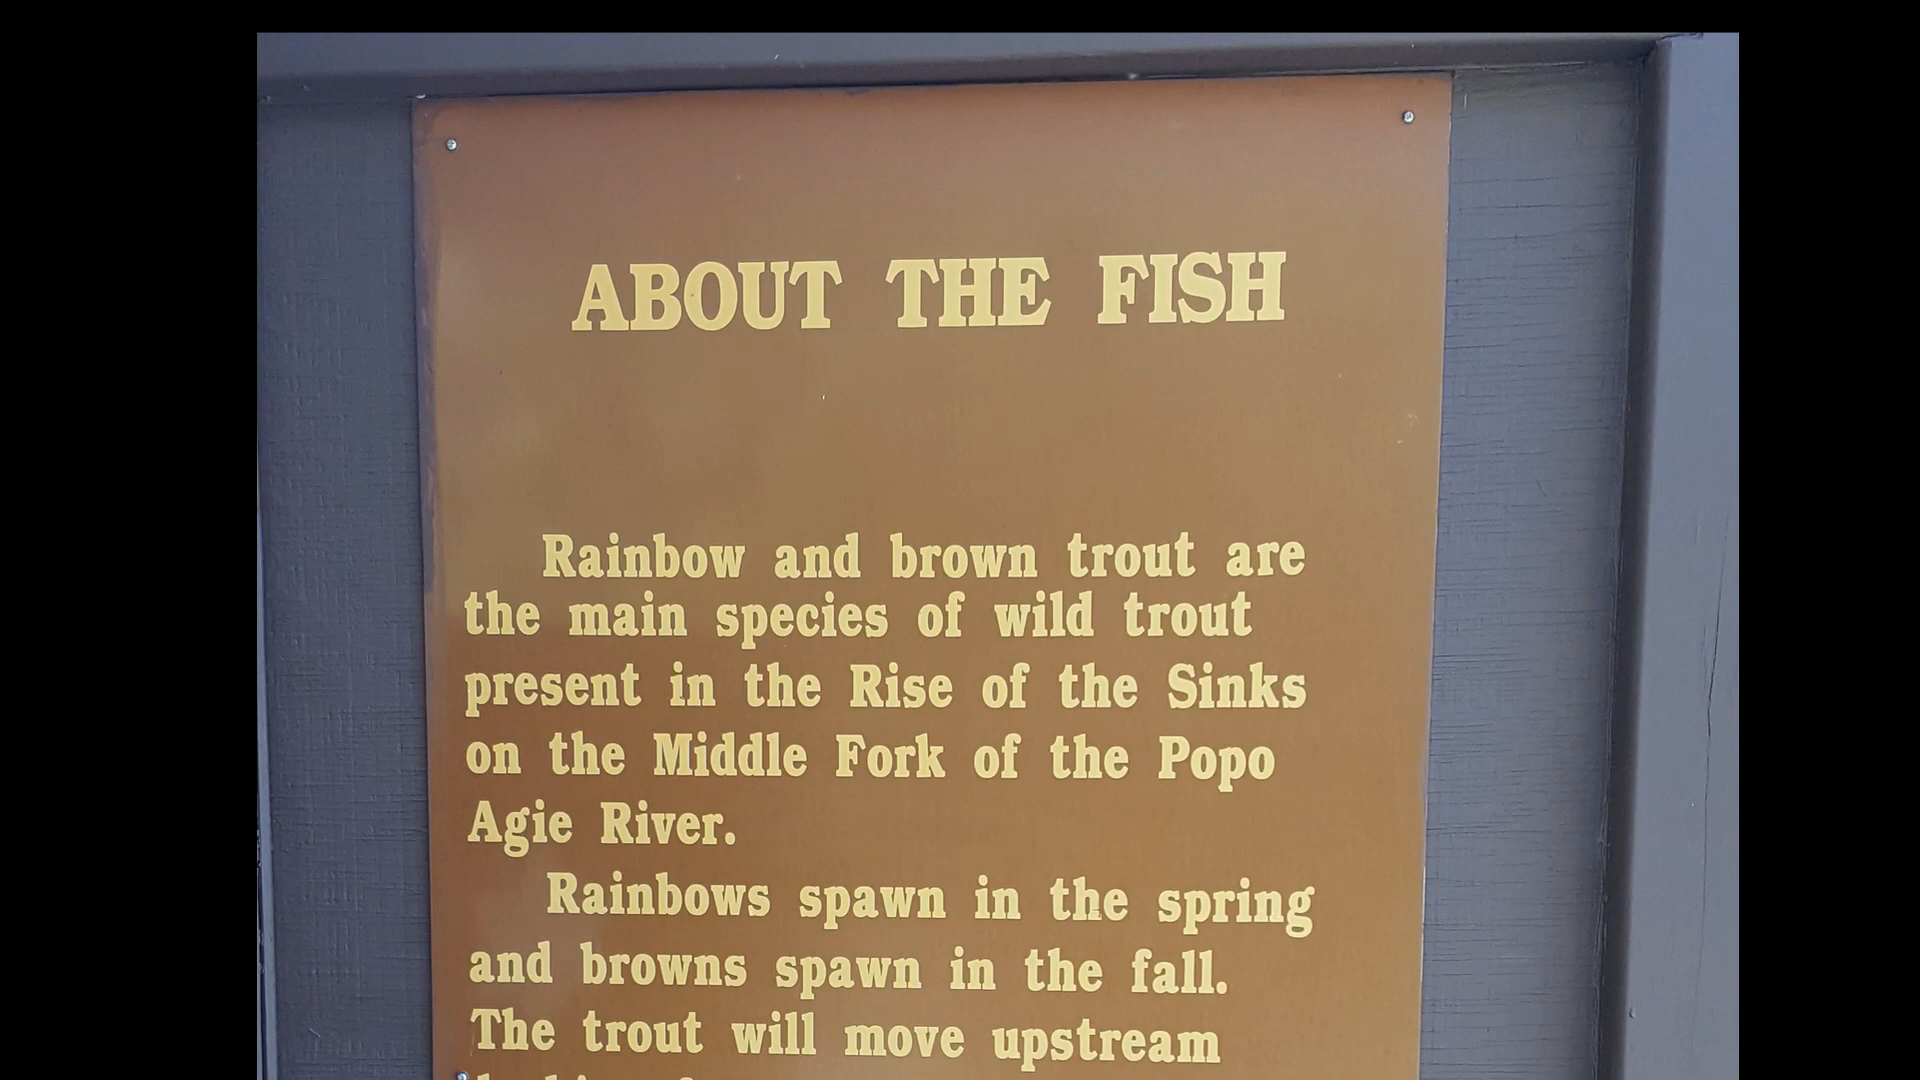 ABOUT THE FISH
Rainbow and brown trout are
the main species of wild trout
present in the Rise of the Sinks
on the Middle Fork of the Popo
Agie River.
Rainbows spawn in the spring
and browns spawn in the fall.
The trout will move upstream